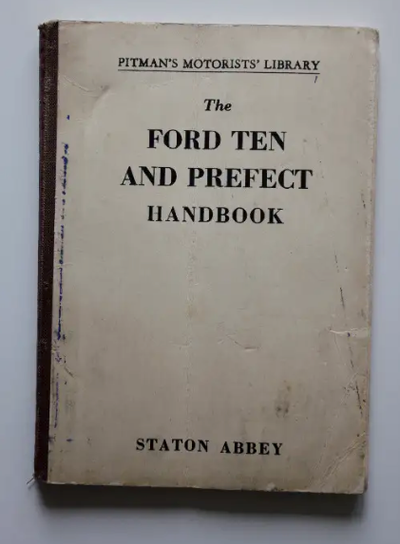 PITMAN'S MOTORISTS' LIBRARY
The
FORD TEN
AND PREFECT
HANDBOOK
STATON ABBEY